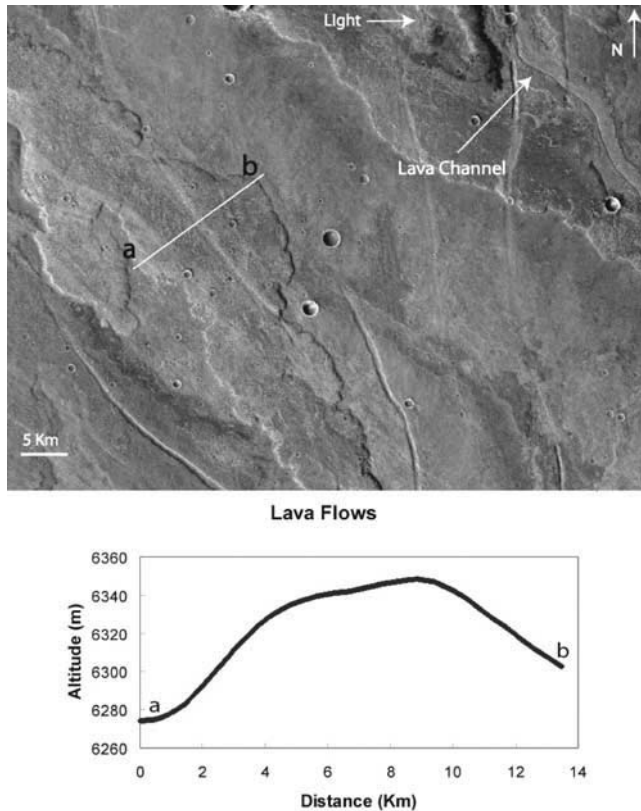 Light
N
Lava Channel
b
a
5 Km
Lava Flows
6360
6340
6320
6300
6280
6260
Altitude (m)
a
b
0 2 4 6 8 10 12 14
Distance (Km)